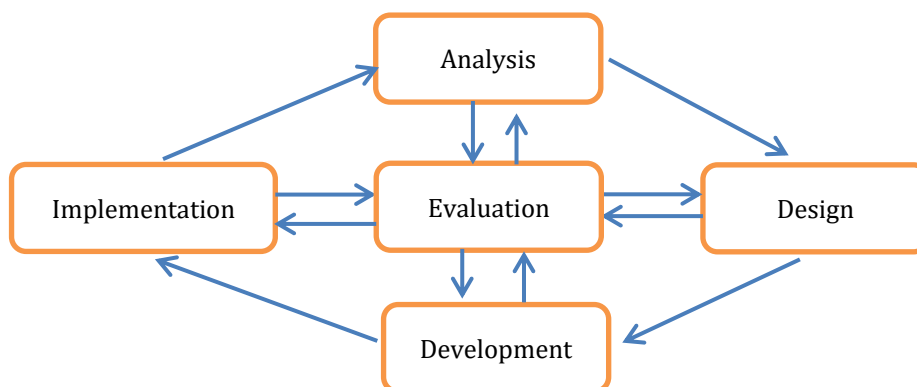 Analysis
Implementation
Evaluation
Design
Development